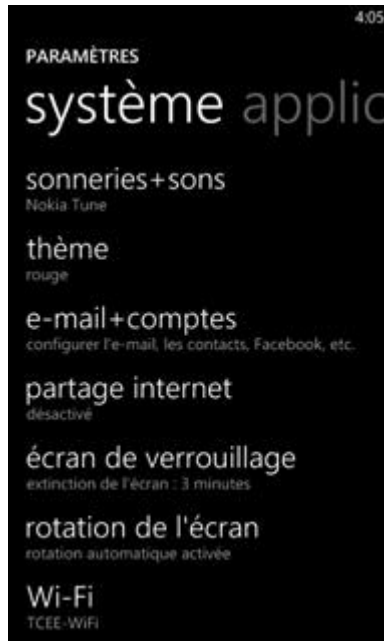 4:05
PARAMÈTRES
système applic
sonneries+sons
Nokia Tune
thème
rouge
e-mail+comptes
configurer l'e-mail, les contacts, Facebook, etc.
partage internet
désactivé
écran de verrouillage
extinction de l'écran : 3 minutes
rotation de l'écran
rotation automatique activée
Wi-Fi
TCEE-WiFi